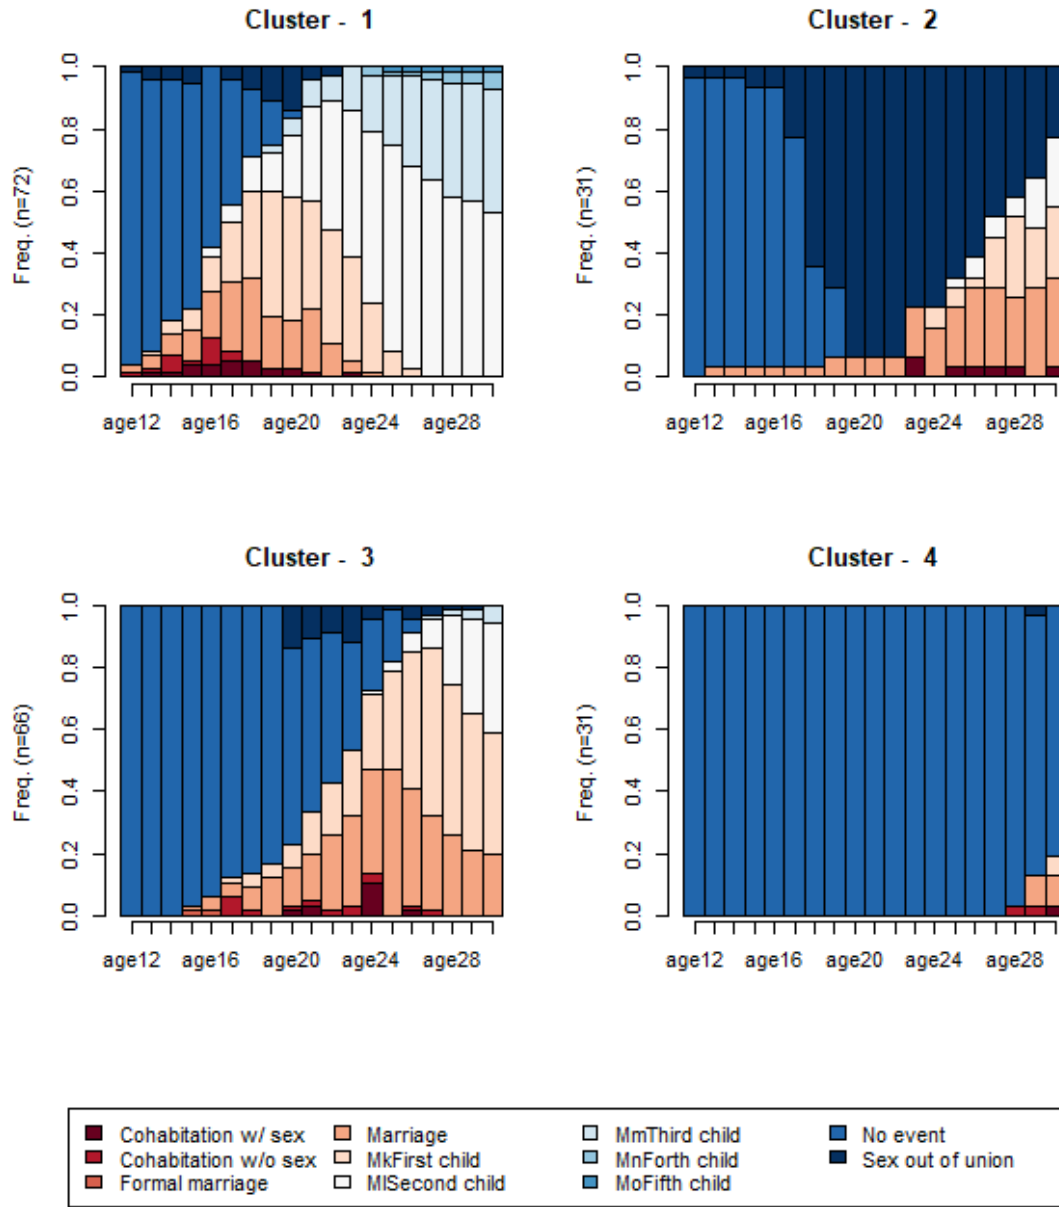 Cluster - 1
Cluster - 2
Freq. (n=72)
0.0 0.2 0.4 0.6 0.8 1.0
age12 age16 age20 age24 age28
Freq. (n=31)
0.0 0.2 0.4 0.6 0.8 1.0
age12 age16 age20 age24 age28
Cluster - 3
Cluster - 4
Freq. (n=66)
0.0 0.2 0.4 0.6 0.8 1.0
age12 age16 age20 age24 age28
Freq. (n=31)
0.0 0.2 0.4 0.6 0.8 1.0
age12 age16 age20 age24 age28
Cohabitation w/ sex Marriage MmThird child No event
Cohabitation w/o sex MkFirst child MnForth child Sex out of union
Formal marriage MlSecond child MoFifth child